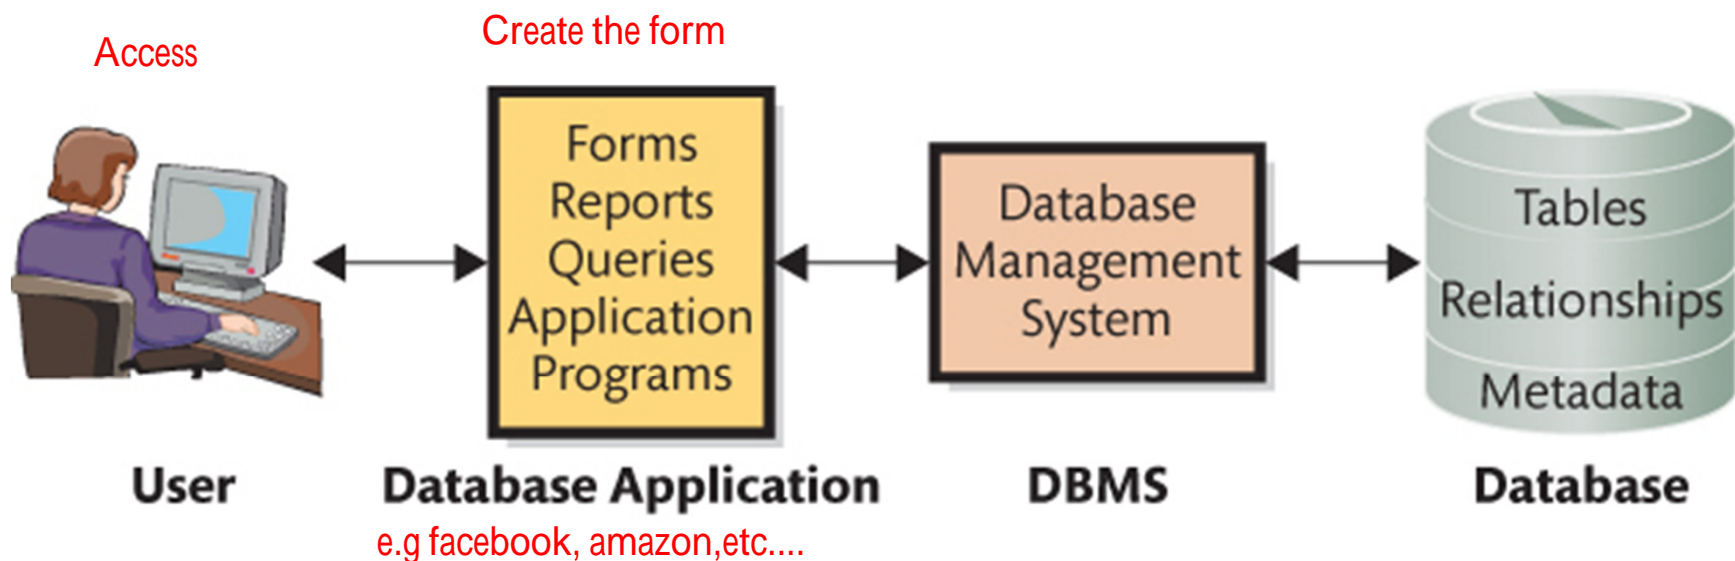 Access
Create the form
Forms
Reports
Queries
Application
Programs
Database
Management
System
Tables
Relationships
Metadata
User
Database Application
DBMS
Database
e.g facebook, amazon,etc....